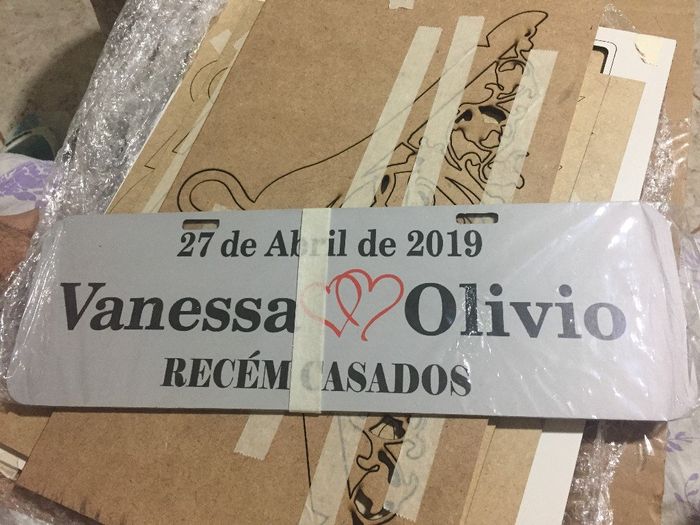 27 de Abril de 2019
Vanessa Olivio
RECÉM CASADOS